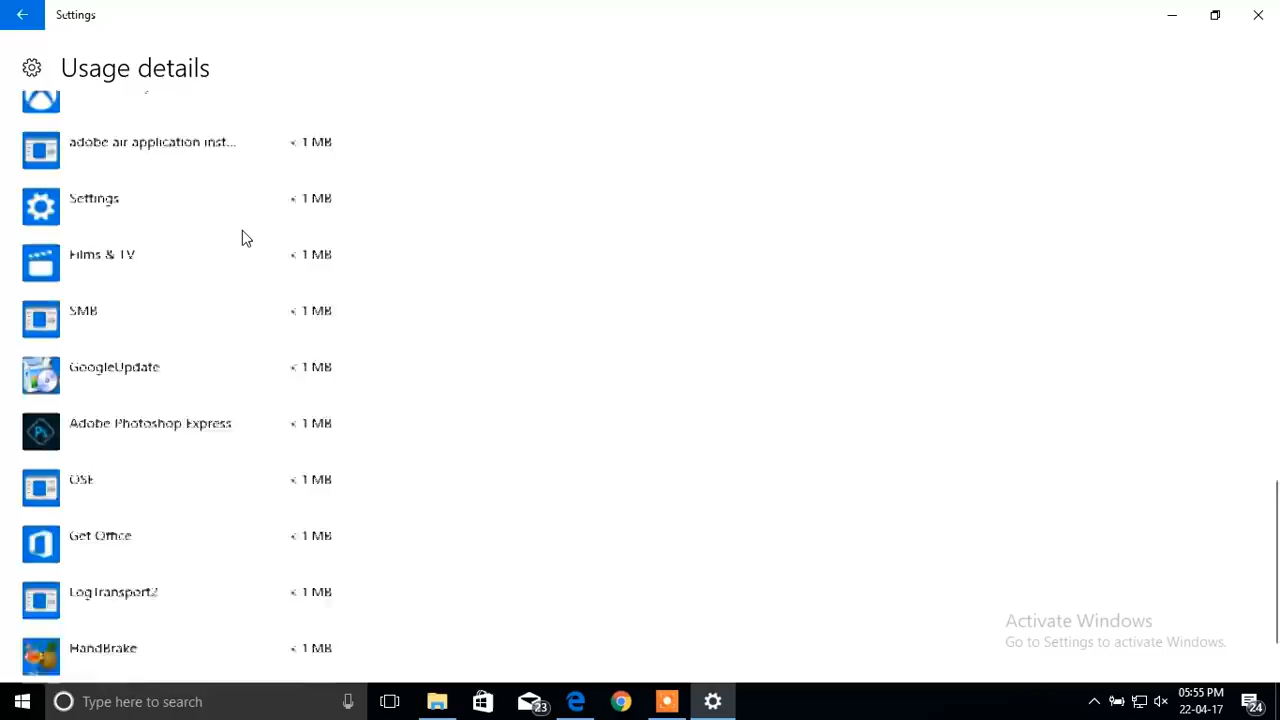 Settings
Usage details
adobe air application inst... < 1 MB
Settings < 1 MB
Films & TV < 1 MB
SMB < 1 MB
GoogleUpdate < 1 MB
Adobe Photoshop Express < 1 MB
OSE < 1 MB
Get Office < 1 MB
LogTransport2 < 1 MB
HandBrake < 1 MB
Activate Windows
Go to Settings to activate Windows.
Type here to search
23
05:55 PM
22-04-17
24